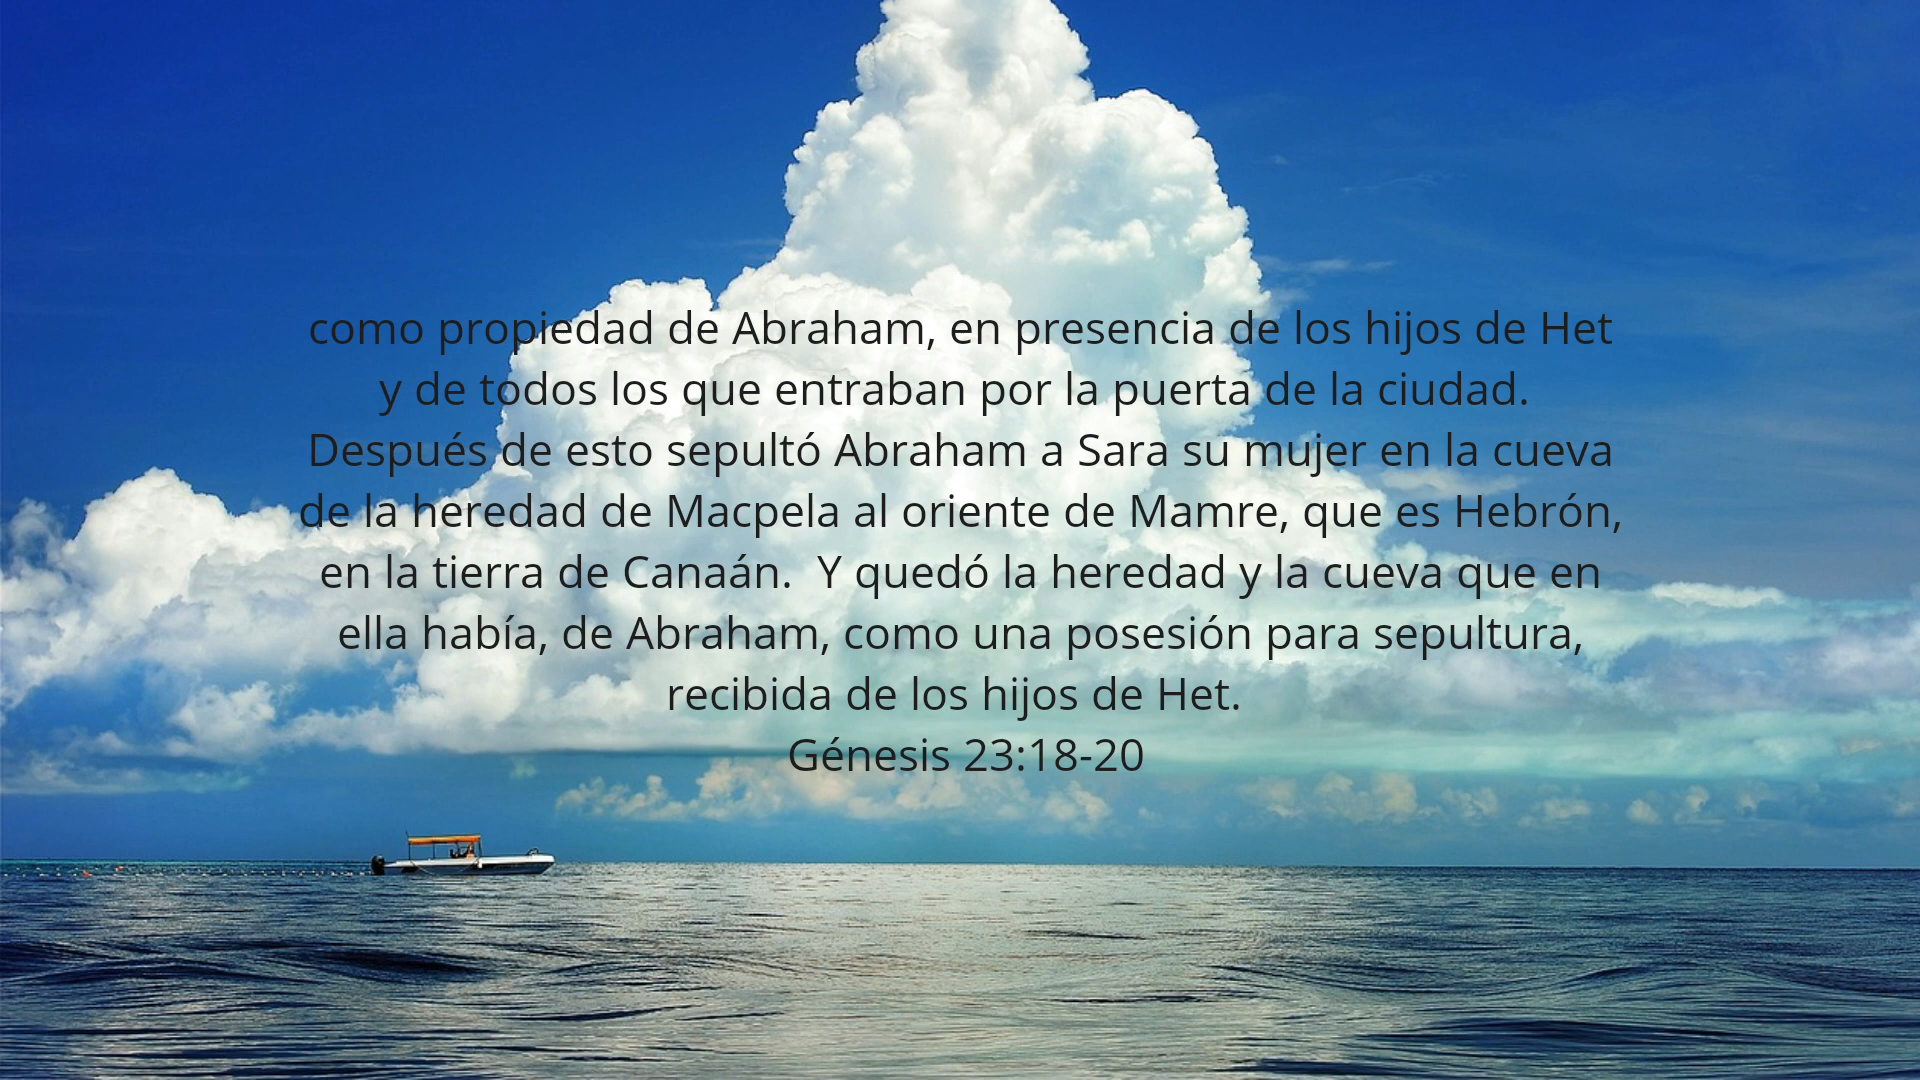 como propiedad de Abraham, en presencia de los hijos de Het
y de todos los que entraban por la puerta de la ciudad.
Después de esto sepultó Abraham a Sara su mujer en la cueva
de la heredad de Macpela al oriente de Mamre, que es Hebrón,
en la tierra de Canaán.  Y quedó la heredad y la cueva que en
ella había, de Abraham, como una posesión para sepultura,
recibida de los hijos de Het.
Génesis 23:18-20